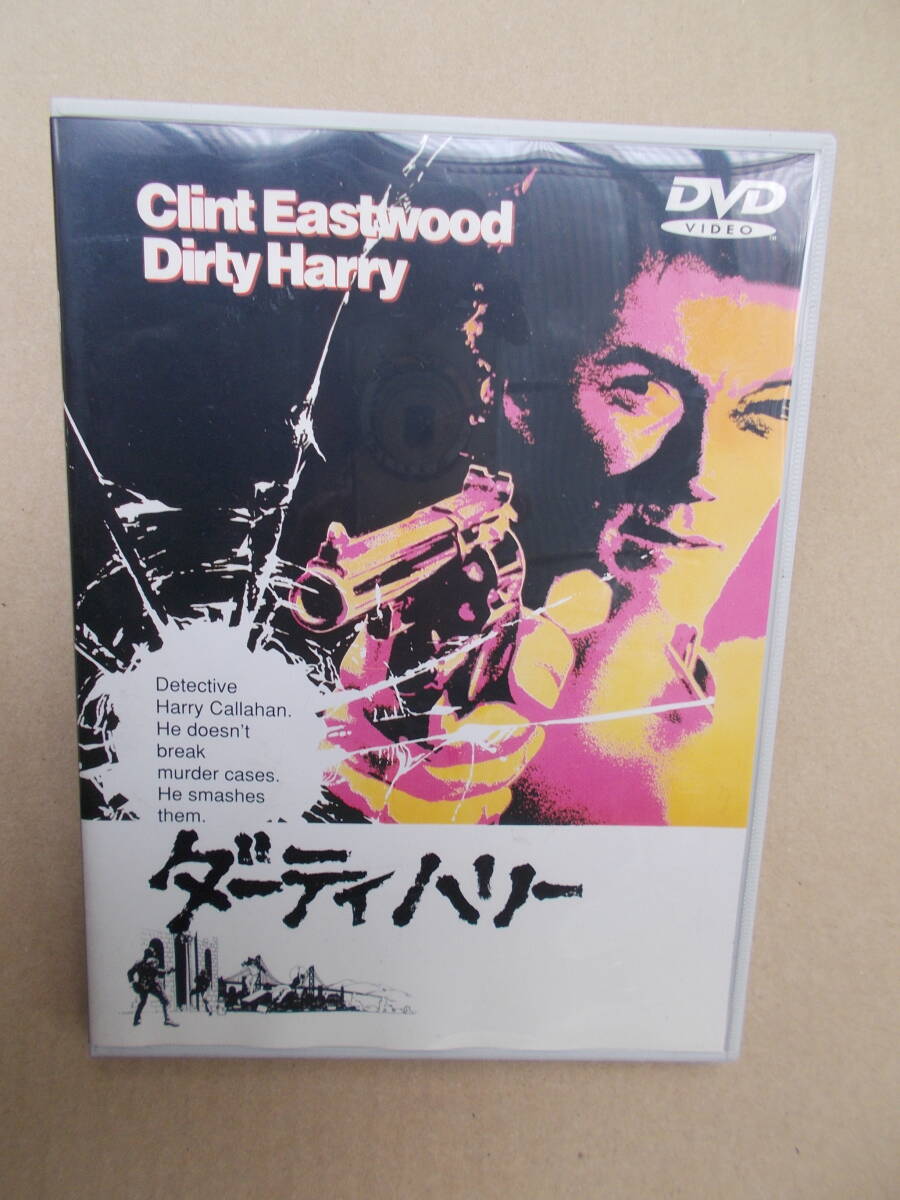 Clint Eastwood
Dirty Harry
DVD
VIDEO
Detective
Harry Callahan.
He doesn't
break
murder cases.
He smashes
them.
ダーティハリー